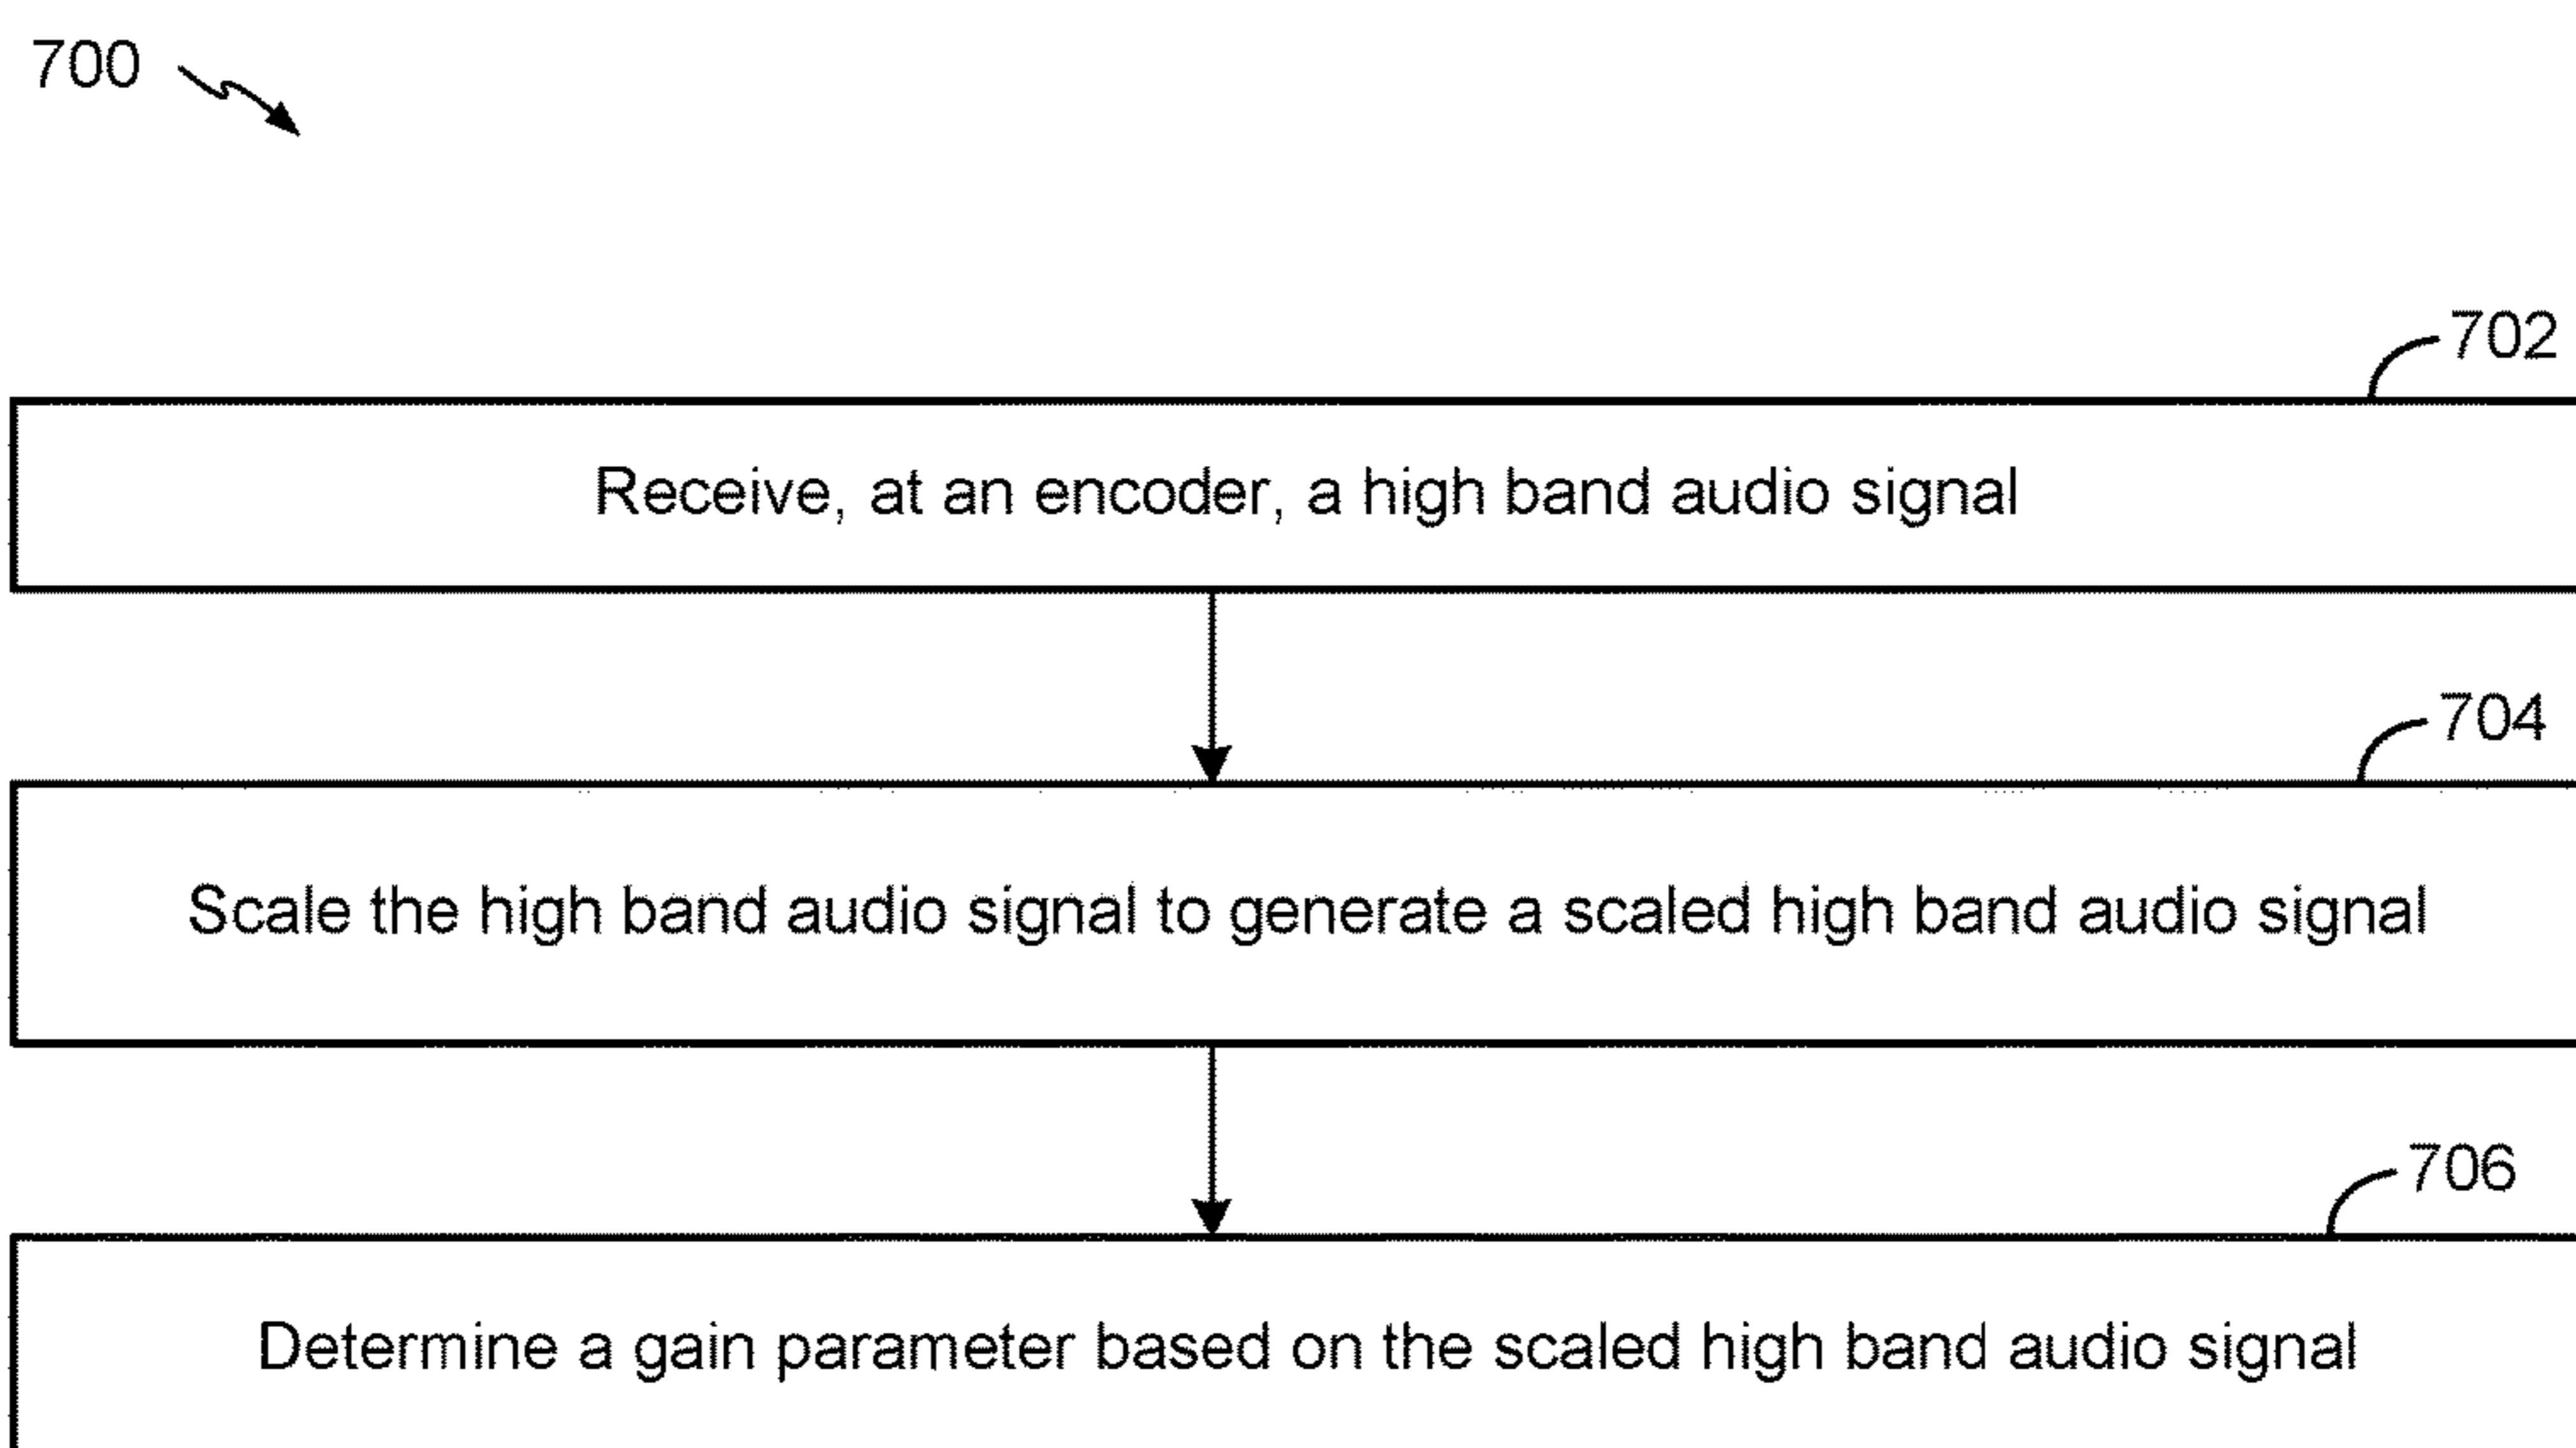 700
702
Receive, at an encoder, a high band audio signal
704
Scale the high band audio signal to generate a scaled high band audio signal
706
Determine a gain parameter based on the scaled high band audio signal